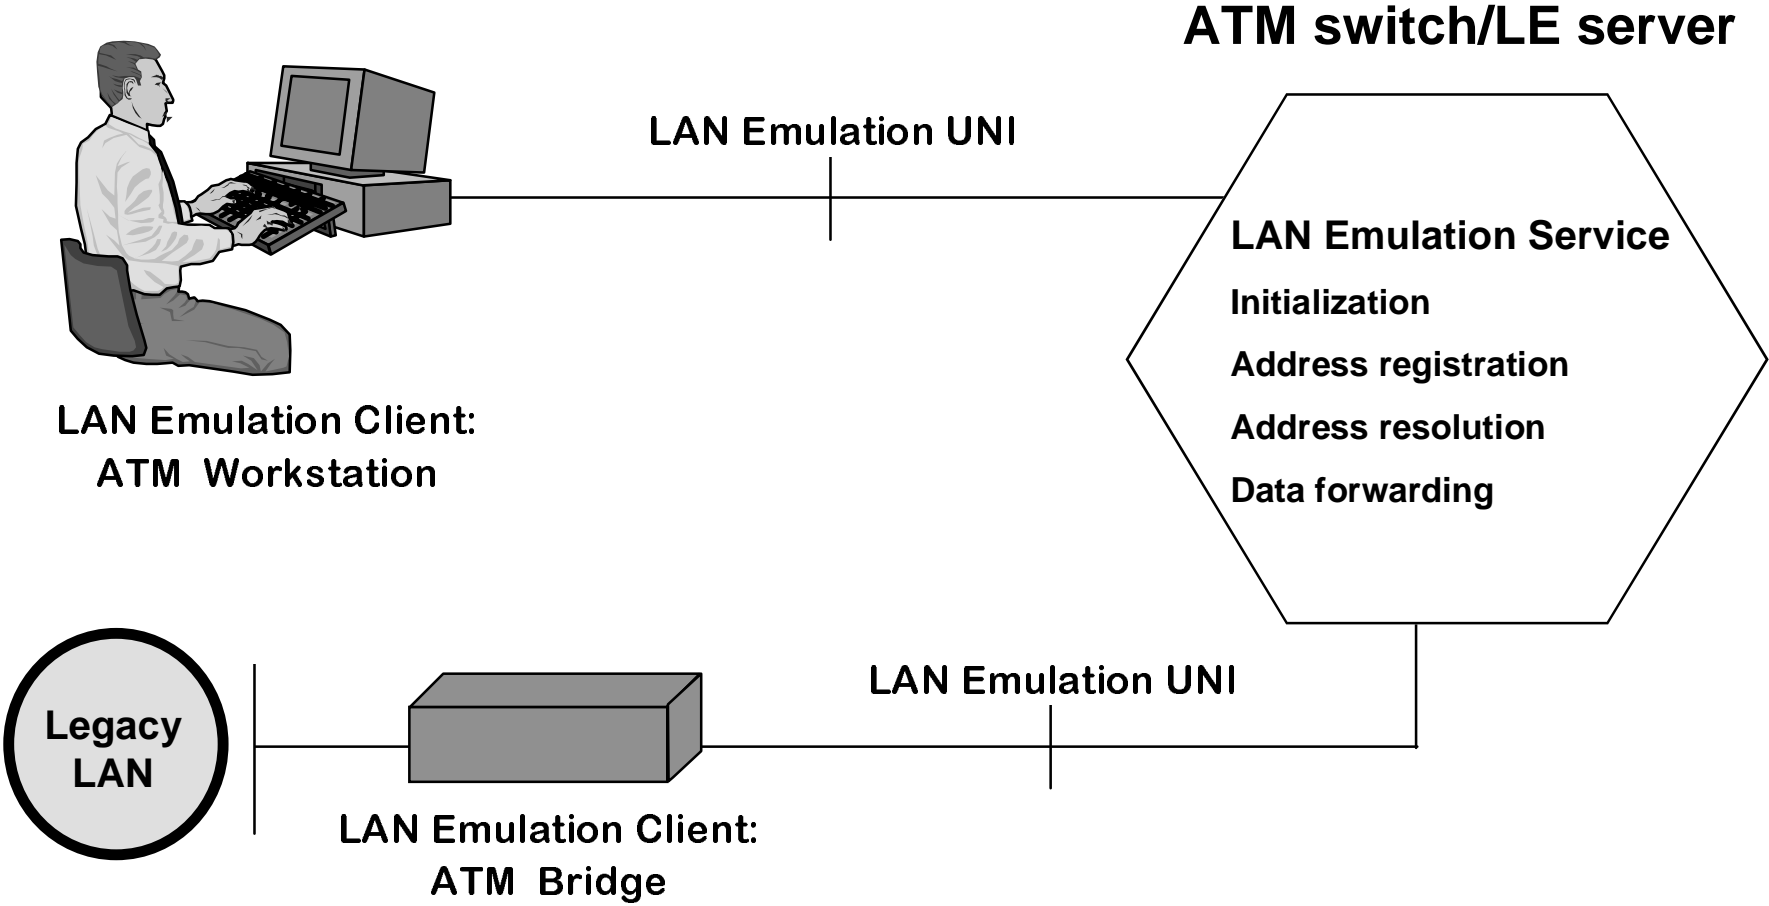 ATM switch/LE server
LAN Emulation UNI
LAN Emulation Service
Initialization
Address registration
Address resolution
Data forwarding
LAN Emulation Client:
ATM Workstation
LAN Emulation UNI
Legacy
LAN
LAN Emulation Client:
ATM Bridge